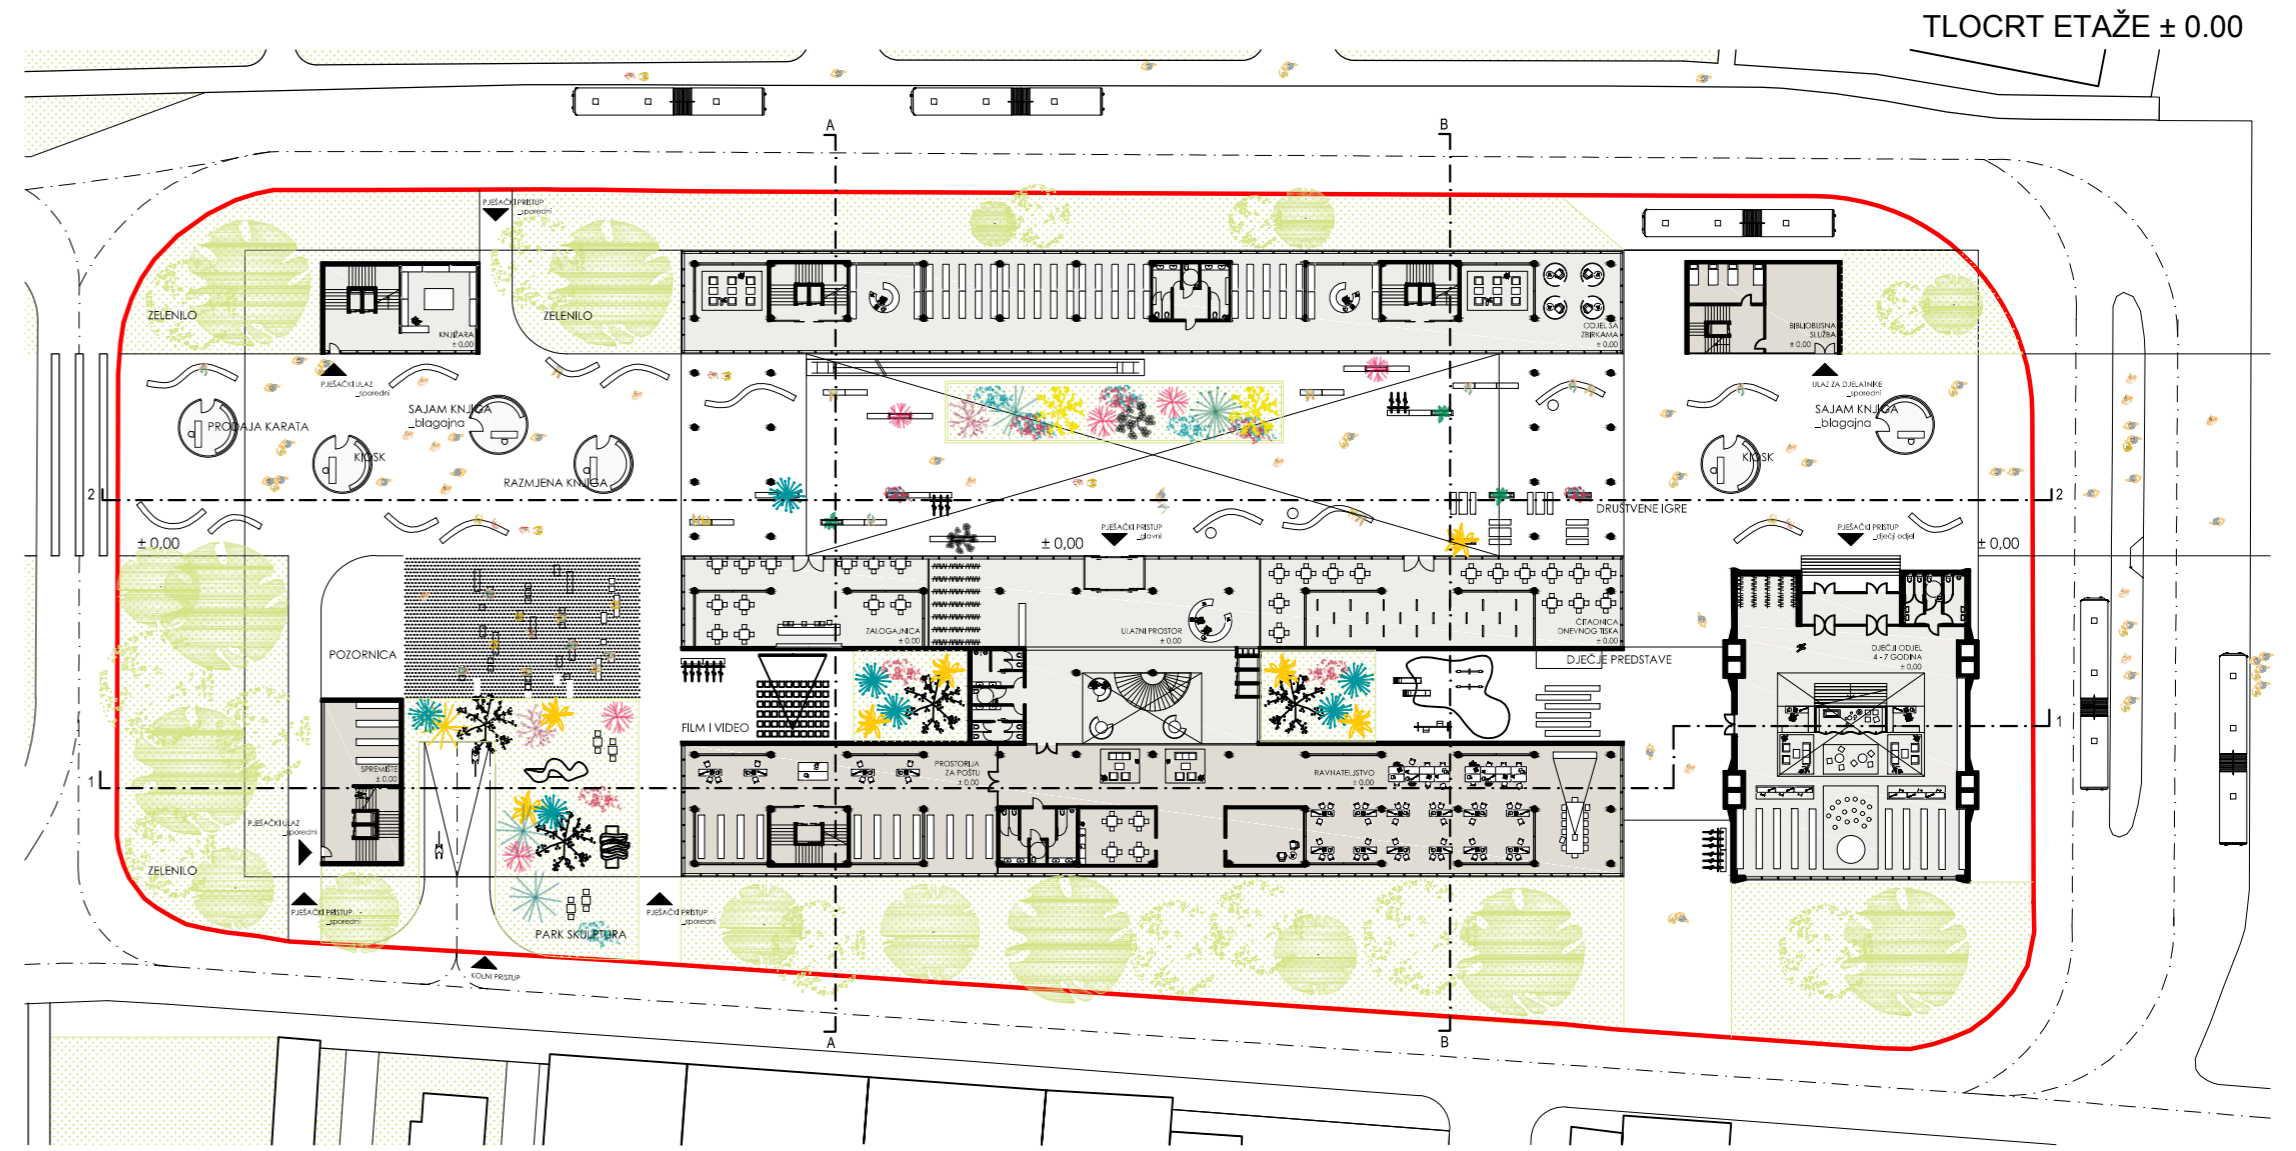 TLOCRT ETAŽE ± 0.00
A
B
PJEŠAČKI PRISTUP
_sporedni
ZELENILO
ZELENILO
KNJIŽARA
± 0,00
ODJEL SA
ZBIRKAMA
± 0,00
BIBLIOBUSNA
SLUŽBA
± 0,00
PJEŠAČKI ULAZ
_sporedni
ULAZ ZA DJELATNIKE
_sporedni
SAJAM KNJIGA
_blagajna
SAJAM KNJIGA
_blagajna
PRODAJA KARATA
KIOSK
KIOSK
RAZMJENA KNJIGA
2
2
DRUŠTVENE IGRE
PJEŠAČKI PRISTUP
_glavni
PJEŠAČKI PRISTUP
_dječji odjel
± 0,00
± 0,00
± 0,00
ZALOGAJNICA
± 0,00
ULAZNI PROSTOR
± 0,00
ČITAONICA
DNEVNOG TISKA
± 0,00
POZORNICA
DJEČJE PREDSTAVE
DJEČJI ODJEL
4 - 7 GODINA
± 0,00
FILM I VIDEO
1
SPREMIŠTE
± 0,00
PROSTORIJA
ZA POŠTU
± 0,00
RAVNATELJSTVO
± 0,00
1
PJEŠAČKI ULAZ
_sporedni
ZELENILO
PJEŠAČKI PRISTUP
_sporedni
PJEŠAČKI PRISTUP
_sporedni
PARK SKULPTURA
KOLNI PRISTUP
A
B